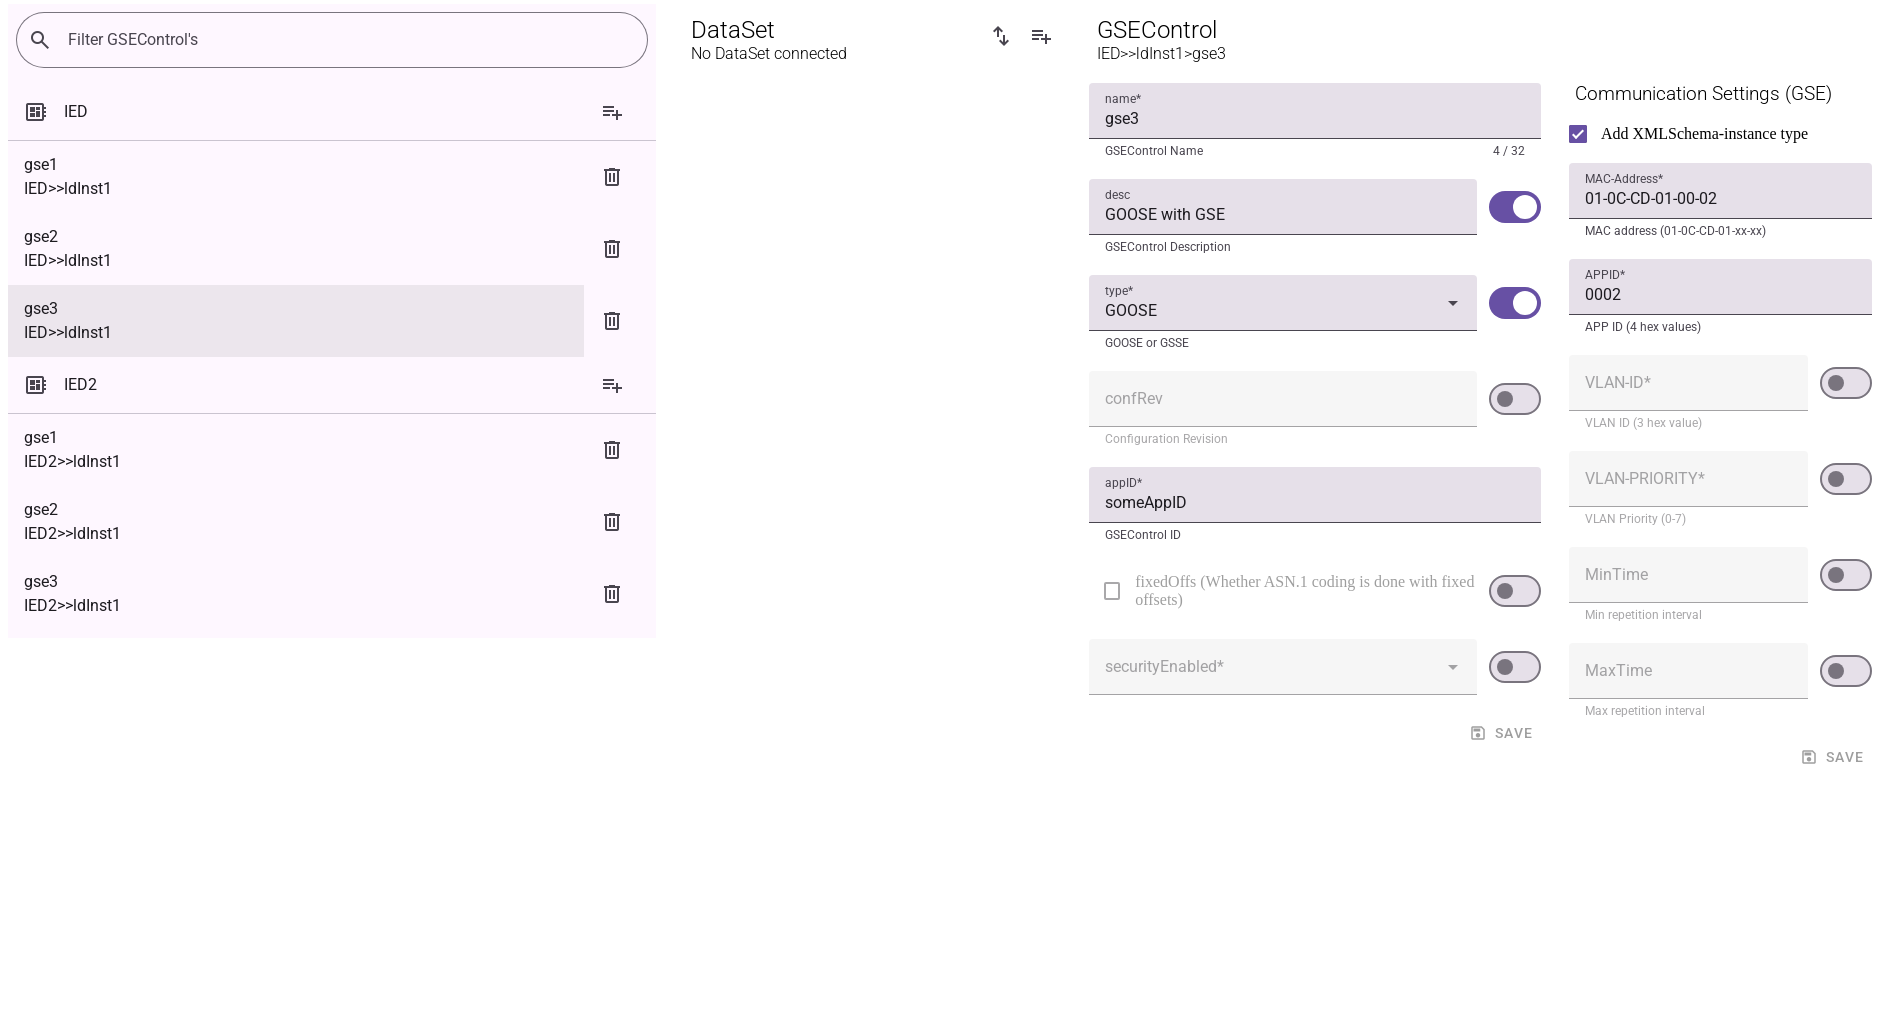 Filter GSEControl's
IED
gse1
IED>>ldInst1
gse2
IED>>ldInst1
gse3
IED>>ldInst1
IED2
gse1
IED2>>ldInst1
gse2
IED2>>ldInst1
gse3
IED2>>ldInst1
DataSet
No DataSet connected
GSEControl
IED>>ldInst1>gse3
name*
gse3
GSEControl Name
4 / 32
desc
GOOSE with GSE
GSEControl Description
type*
GOOSE
GOOSE or GSSE
confRev
Configuration Revision
appID*
someAppID
GSEControl ID
fixedOffs (Whether ASN.1 coding is done with fixed
offsets)
securityEnabled*
SAVE
Communication Settings (GSE)
Add XMLSchema-instance type
MAC-Address*
01-0C-CD-01-00-02
MAC address (01-0C-CD-01-xx-xx)
APPID*
0002
APP ID (4 hex values)
VLAN-ID*
VLAN ID (3 hex value)
VLAN-PRIORITY*
VLAN Priority (0-7)
MinTime
Min repetition interval
MaxTime
Max repetition interval
SAVE